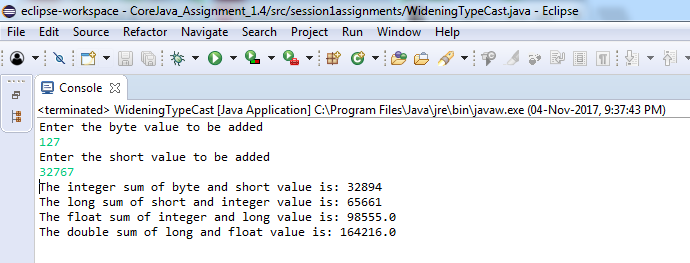 eclipse-workspace - CoreJava_Assignment_1.4/src/session1assignments/WideningTypeCast.java - Eclipse
File Edit Source Refactor Navigate Search Project Run Window Help
Console
<terminated> WideningTypeCast [Java Application] C:\Program Files\Java\jre\bin\javaw.exe (04-Nov-2017, 9:37:43 PM)
Enter the byte value to be added
127
Enter the short value to be added
32767
The integer sum of byte and short value is: 32894
The long sum of short and integer value is: 65661
The float sum of integer and long value is: 98555.0
The double sum of long and float value is: 164216.0